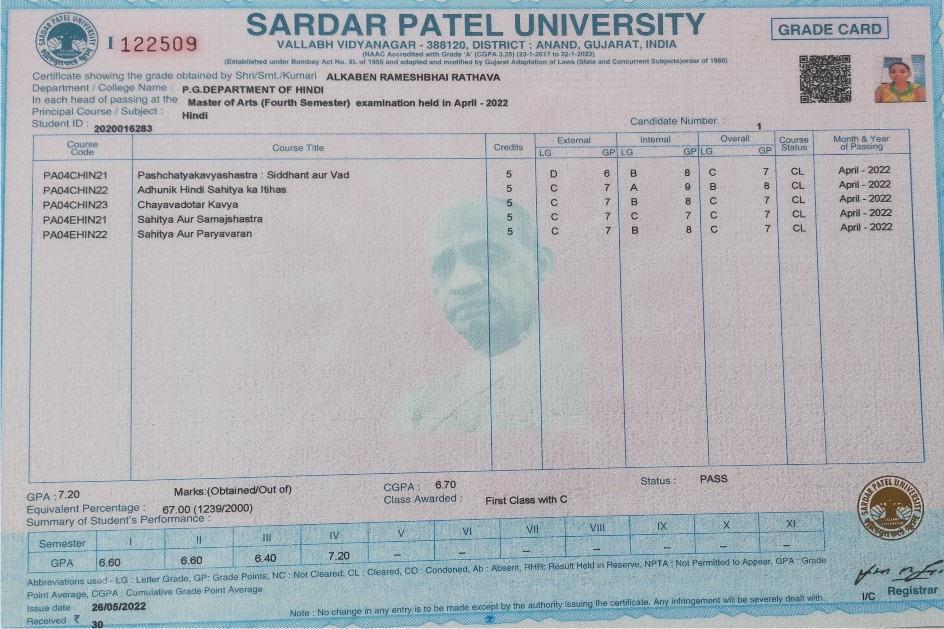 SARDAR PATEL UNIVERSITY
GRADE CARD
I 122509
VALLABH VIDYANAGAR - 388120, DISTRICT : ANAND, GUJARAT, INDIA
(NAAC Accredited with Grade 'A' (CGPA 3.25) (23-1-2017 to 22-1-2022)
(Established under Bombay Act No. XL of 1955 and adapted and modified by Gujarat Adaptation of Laws (State and Concurrent Subjects)order of 1960)
Certificate showing the grade obtained by Shri/Smt./Kumari ALKABEN RAMESHBHAI RATHAVA
Department / College Name : P.G.DEPARTMENT OF HINDI
In each head of passing at the Master of Arts (Fourth Semester) examination held in April - 2022
Principal Course / Subject : Hindi
Student ID : 2020016283
Candidate Number. : 1
Course Code Course Title Credits External Internal Overall Course Status Month & Year of Passing
LG GP LG GP LG GP
PA04CHIN21 Pashchatyakavyashastra : Siddhant aur Vad 5 D 6 B 8 C 7 CL April - 2022
PA04CHIN22 Adhunik Hindi Sahitya ka Itihas 5 C 7 A 9 B 8 CL April - 2022
PA04CHIN23 Chayavadotar Kavya 5 C 7 B 8 C 7 CL April - 2022
PA04EHIN21 Sahitya Aur Samajshastra 5 C 7 C 7 C 7 CL April - 2022
PA04EHIN22 Sahitya Aur Paryavaran 5 C 7 B 8 C 7 CL April - 2022
GPA : 7.20 Marks:(Obtained/Out of) CGPA : 6.70 Status : PASS
Equivalent Percentage : 67.00 (1239/2000) Class Awarded : First Class with C
Summary of Student's Performance :
Semester I II III IV V VI VII VIII IX X XI
GPA 6.60 6.60 6.40 7.20 – – – – – – –
Abbreviations used - LG : Letter Grade, GP: Grade Points, NC : Not Cleared, CL : Cleared, CO : Condoned, Ab : Absent, RHR: Result Held in Reserve, NPTA : Not Permitted to Appear, GPA : Grade
Point Average, CGPA : Cumulative Grade Point Average
Issue date : 26/05/2022
Received ₹ 30
Note : No change in any entry is to be made except by the authority issuing the certificate. Any infringement will be severely dealt with.
I/C Registrar
SARDAR PATEL UNIVERSITY